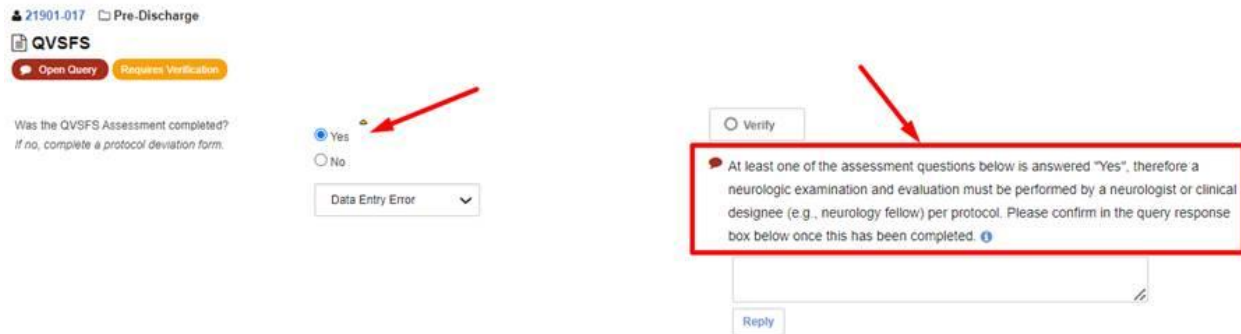 21901-017 Pre-Discharge
QVSFS
Open Query Requires Verification
Was the QVSFS Assessment completed?
If no, complete a protocol deviation form.
Yes
No
Data Entry Error
Verify
At least one of the assessment questions below is answered "Yes", therefore a
neurologic examination and evaluation must be performed by a neurologist or clinical
designee (e.g., neurology fellow) per protocol. Please confirm in the query response
box below once this has been completed.
Reply